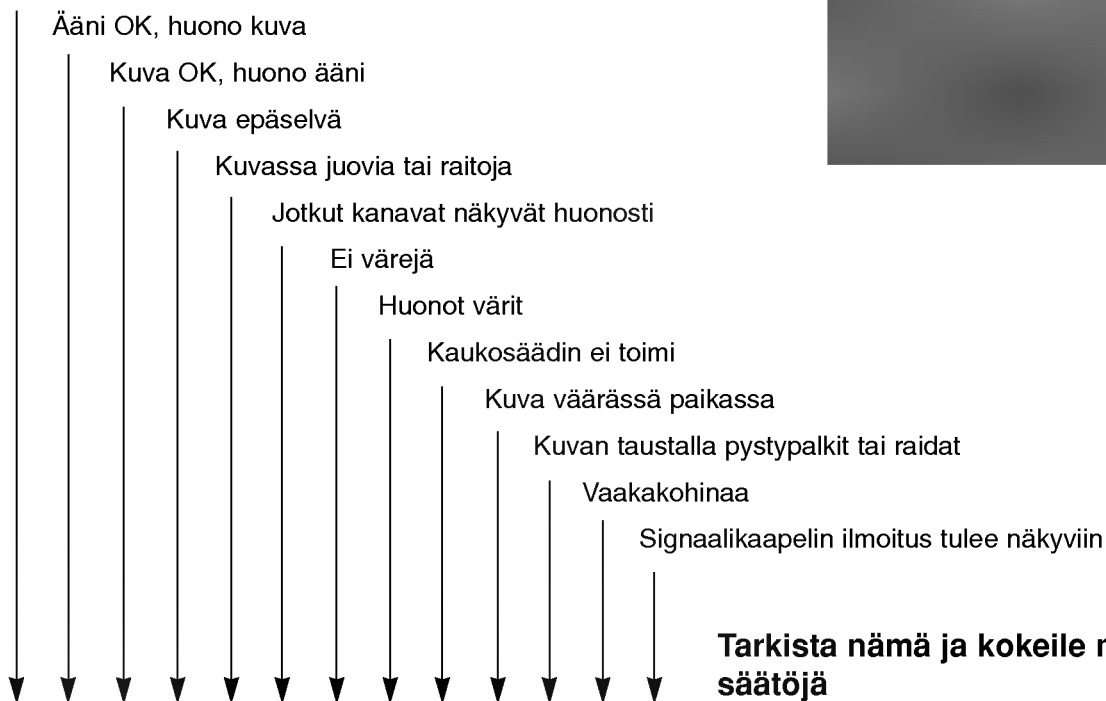 Ääni OK, huono kuva
Kuva OK, huono ääni
Kuva epäselvä
Kuvassa juovia tai raitoja
Jotkut kanavat näkyvät huonosti
Ei värejä
Huonot värit
Kaukosäädin ei toimi
Kuva väärässä paikassa
Kuvan taustalla pystypalkit tai raidat
Vaakakohinaa
Signaalikaapelin ilmoitus tulee näkyviin
Tarkista nämä ja kokeile
säätöjä